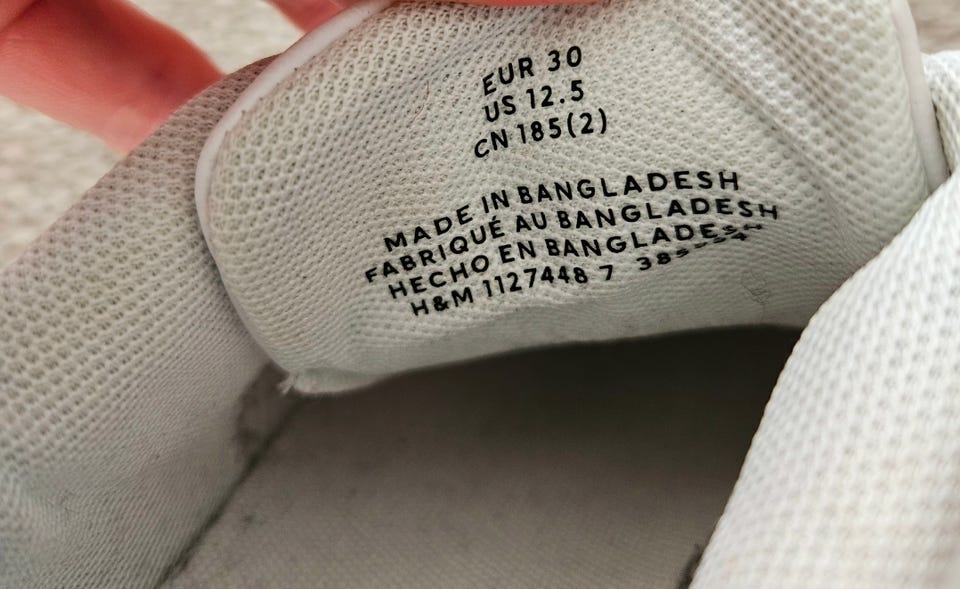 EUR 30
US 12.5
CN 185(2)
MADE IN BANGLADESH
FABRIQUÉ AU BANGLADESH
HECHO EN BANGLADESH
H&M 1127448 7